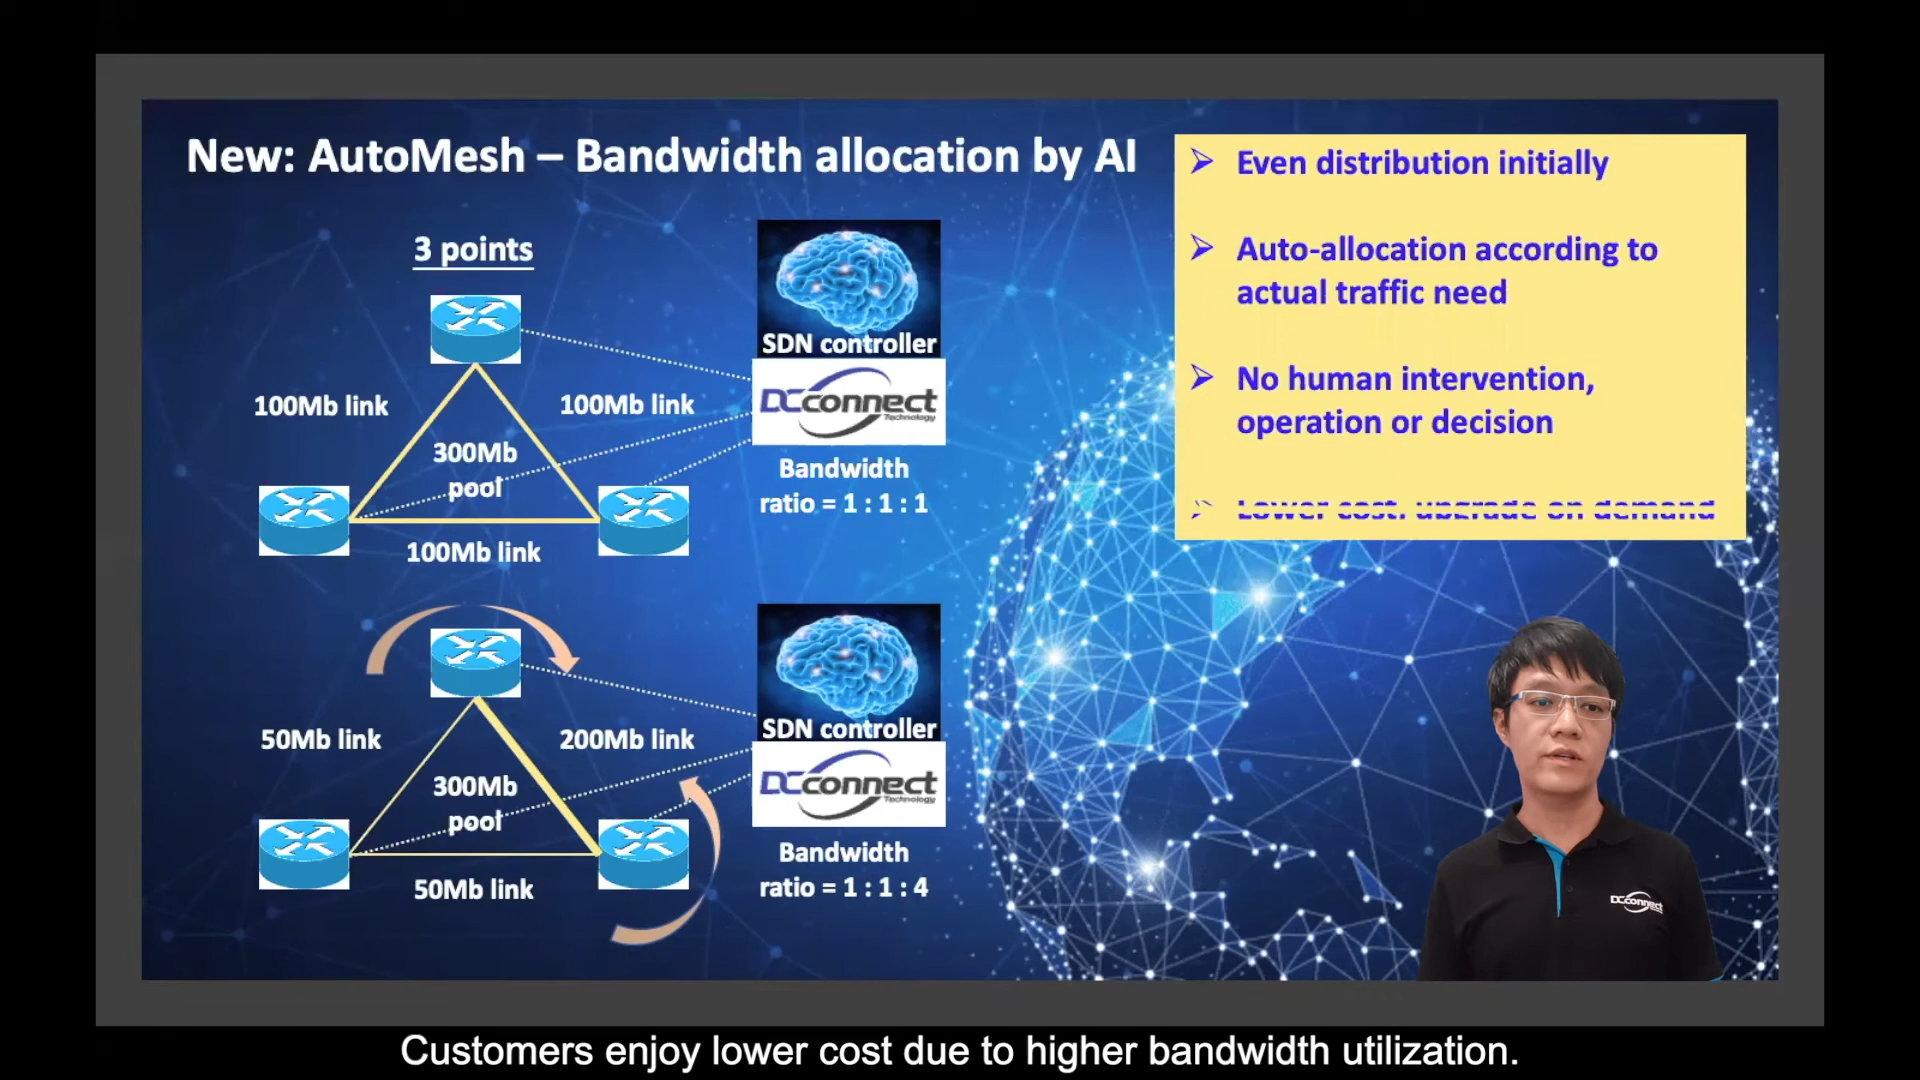 New: AutoMesh – Bandwidth allocation by AI
3 points
100Mb link
100Mb link
300Mb
pool
100Mb link
SDN controller
DCconnect
Technology
Bandwidth
ratio = 1 : 1 : 1
50Mb link
200Mb link
300Mb
pool
50Mb link
SDN controller
DCconnect
Technology
Bandwidth
ratio = 1 : 1 : 4
Even distribution initially
Auto-allocation according to
actual traffic need
No human intervention,
operation or decision
Lower cost, upgrade on demand
DCconnect
Customers enjoy lower cost due to higher bandwidth utilization.